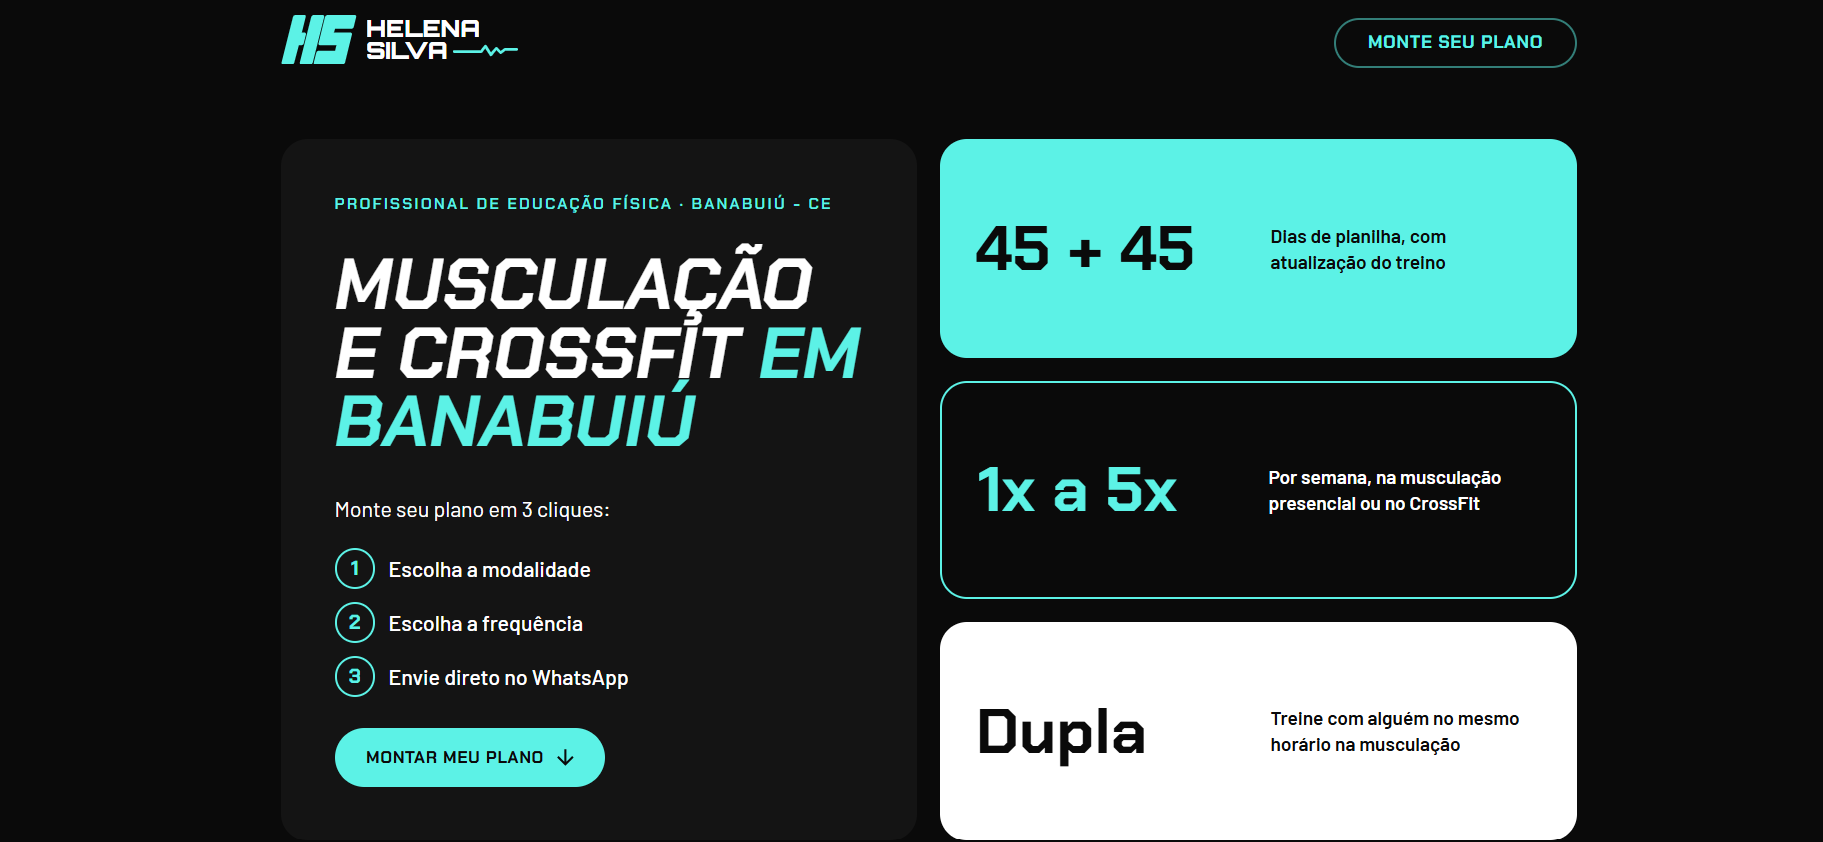 HS HELENA
SILVA
MONTE SEU PLANO
PROFISSIONAL DE EDUCAÇÃO FÍSICA · BANABUIÚ - CE
MUSCULAÇÃO
E CROSSFIT EM
BANABUIÚ
Monte seu plano em 3 cliques:
1 Escolha a modalidade
2 Escolha a frequência
3 Envie direto no WhatsApp
MONTAR MEU PLANO ↓
45 + 45
Dias de planilha, com
atualização do treino
1x a 5x
Por semana, na musculação
presencial ou no CrossFit
Dupla
Treine com alguém no mesmo
horário na musculação